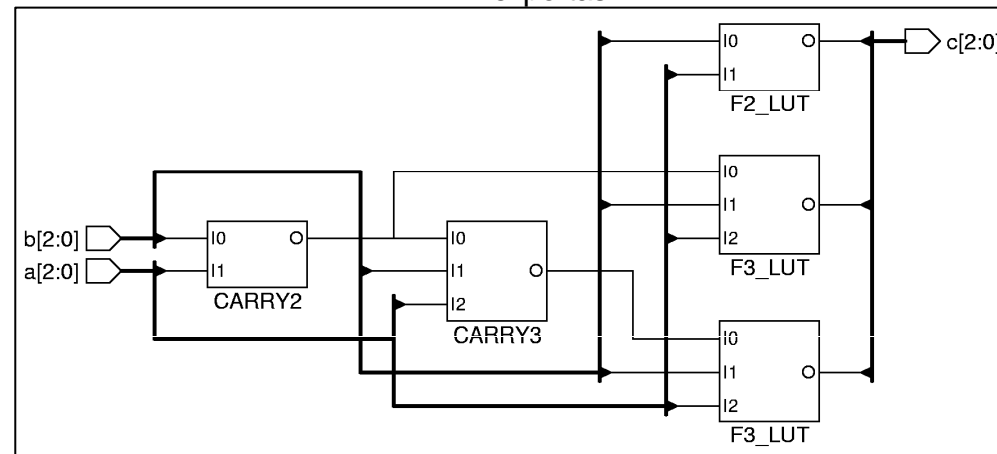 I0 O
I1
F2_LUT
c[2:0]
I0
I1 O
I2
F3_LUT
b[2:0]
a[2:0]
I0 O
I1
CARRY2
I0
I1 O
I2
CARRY3
I0
I1 O
I2
F3_LUT